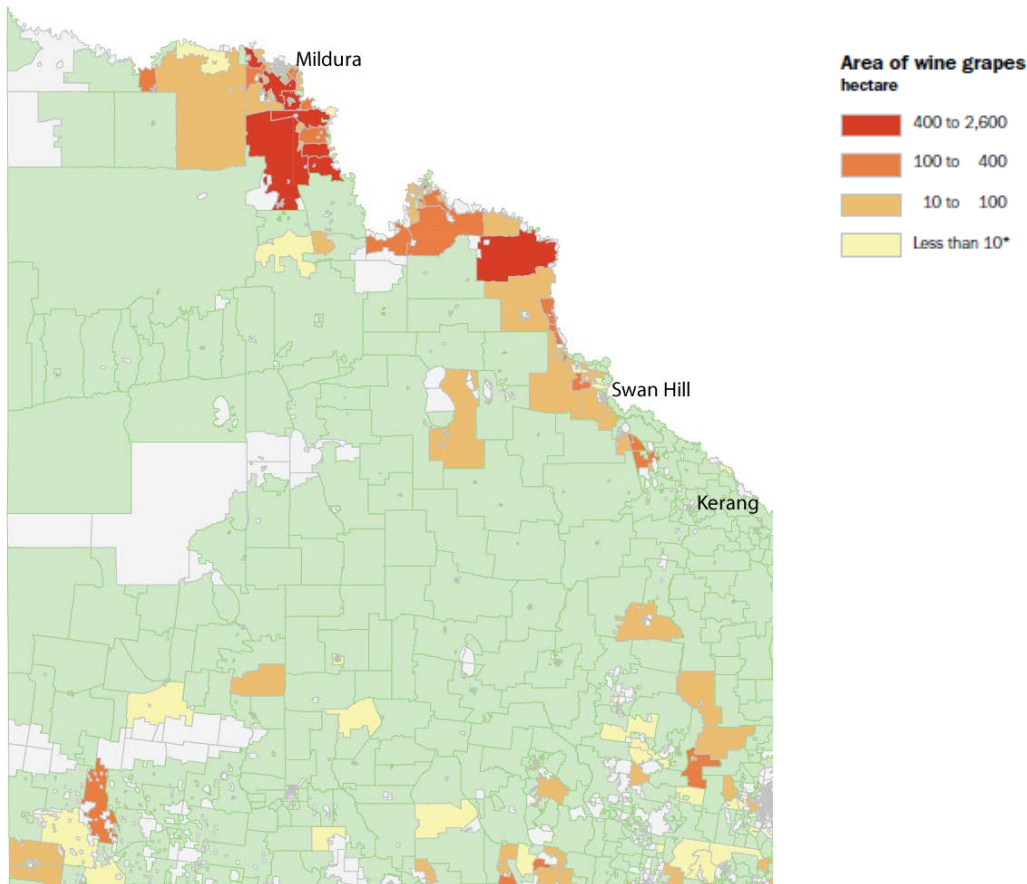 Mildura
Area of wine grapes
hectare
400 to 2,600
100 to 400
10 to 100
Less than 10*
Swan Hill
Kerang